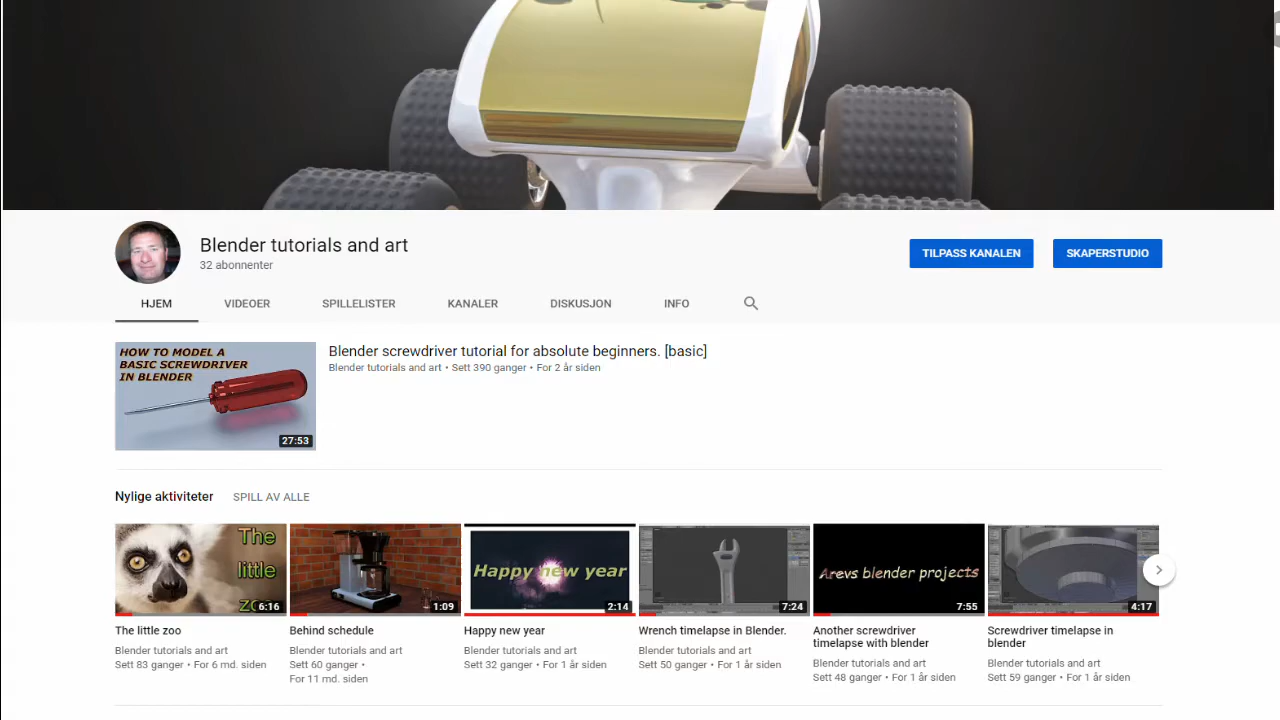 Blender tutorials and art
32 abonnenter
TILPASS KANALEN
SKAPERSTUDIO
HJEM
VIDEOER
SPILLELISTER
KANALER
DISKUSJON
INFO
HOW TO MODEL A
BASIC SCREWDRIVER
IN BLENDER
27:53
Blender screwdriver tutorial for absolute beginners. [basic]
Blender tutorials and art • Sett 390 ganger • For 2 år siden
Nylige aktiviteter
SPILL AV ALLE
The
little
zoo
6:16
The little zoo
Blender tutorials and art
Sett 83 ganger • For 6 md. siden
1:09
Behind schedule
Blender tutorials and art
Sett 60 ganger •
For 11 md. siden
Happy new year
2:14
Happy new year
Blender tutorials and art
Sett 32 ganger • For 1 år siden
7:24
Wrench timelapse in Blender.
Blender tutorials and art
Sett 50 ganger • For 1 år siden
Arevs blender projects
7:55
Another screwdriver
timelapse with blender
Blender tutorials and art
Sett 48 ganger • For 1 år siden
4:17
Screwdriver timelapse in
blender
Blender tutorials and art
Sett 59 ganger • For 1 år siden